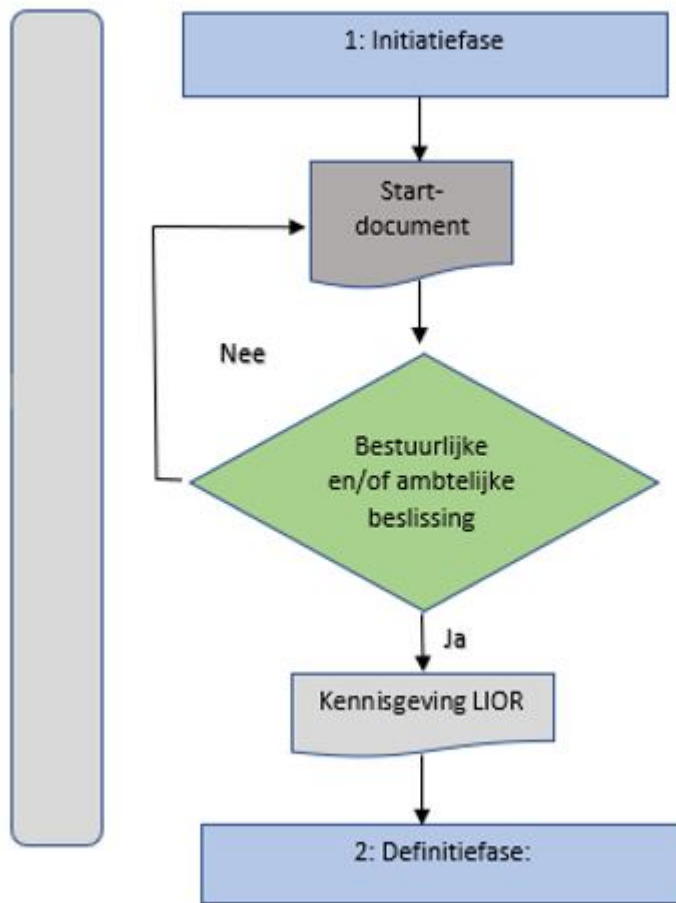 1: Initiatiefase
Start-
document
Nee
Bestuurlijke
en/of ambtelijke
beslissing
Ja
Kennisgeving LIOR
2: Definitiefase: